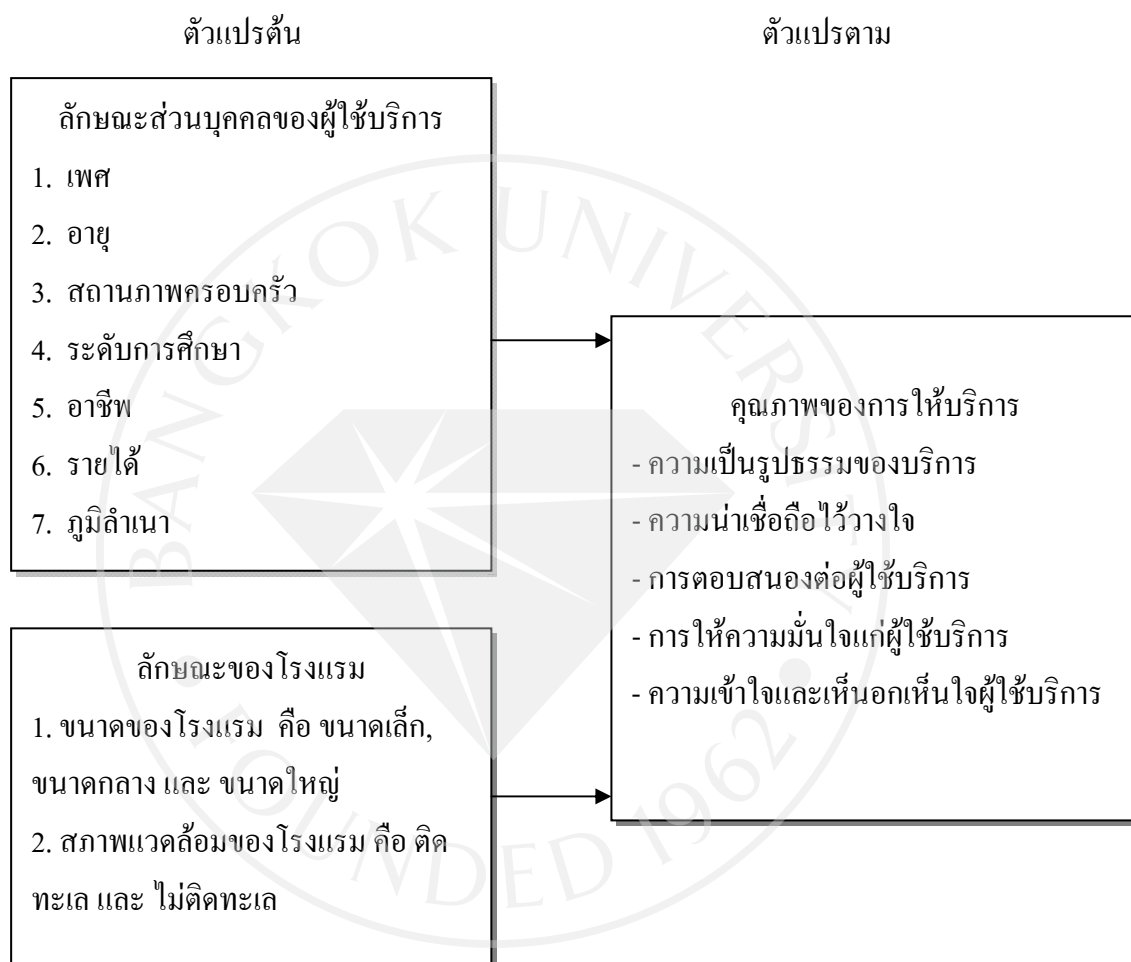 ตัวแปรต้น
ตัวแปรตาม
ลักษณะส่วนบุคคลของผู้ใช้บริการ
1. เพศ
2. อายุ
3. สถานภาพครอบครัว
4. ระดับการศึกษา
5. อาชีพ
6. รายได้
7. ภูมิลำเนา
ลักษณะของโรงแรม
1. ขนาดของโรงแรม คือ ขนาดเล็ก,
ขนาดกลาง และ ขนาดใหญ่
2. สภาพแวดล้อมของโรงแรม คือ ติด
ทะเล และ ไม่ติดทะเล
คุณภาพของการให้บริการ
- ความเป็นรูปธรรมของบริการ
- ความน่าเชื่อถือไว้วางใจ
- การตอบสนองต่อผู้ใช้บริการ
- การให้ความมั่นใจแก่ผู้ใช้บริการ
- ความเข้าใจและเห็นอกเห็นใจผู้ใช้บริการ
BANGKOK UNIVERSITY
FOUNDED 1962